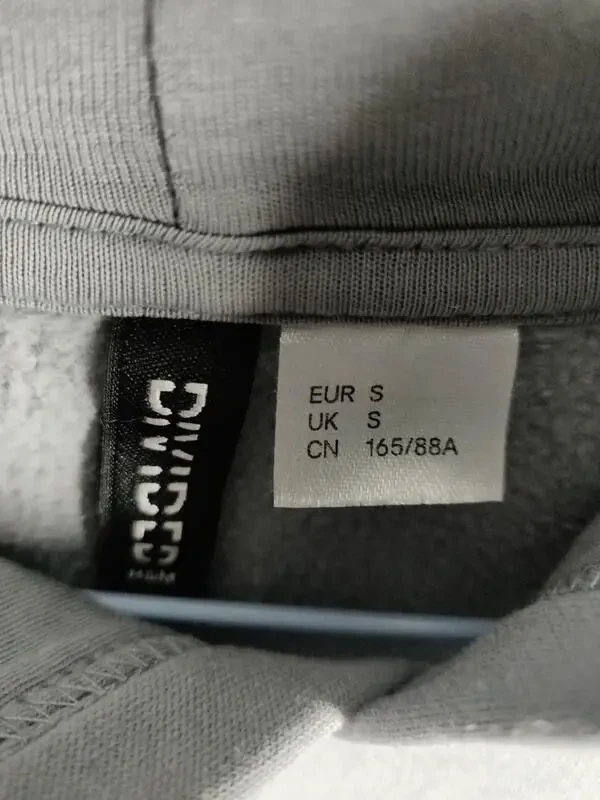 DIVIDED
H&M
EUR S
UK S
CN 165/88A